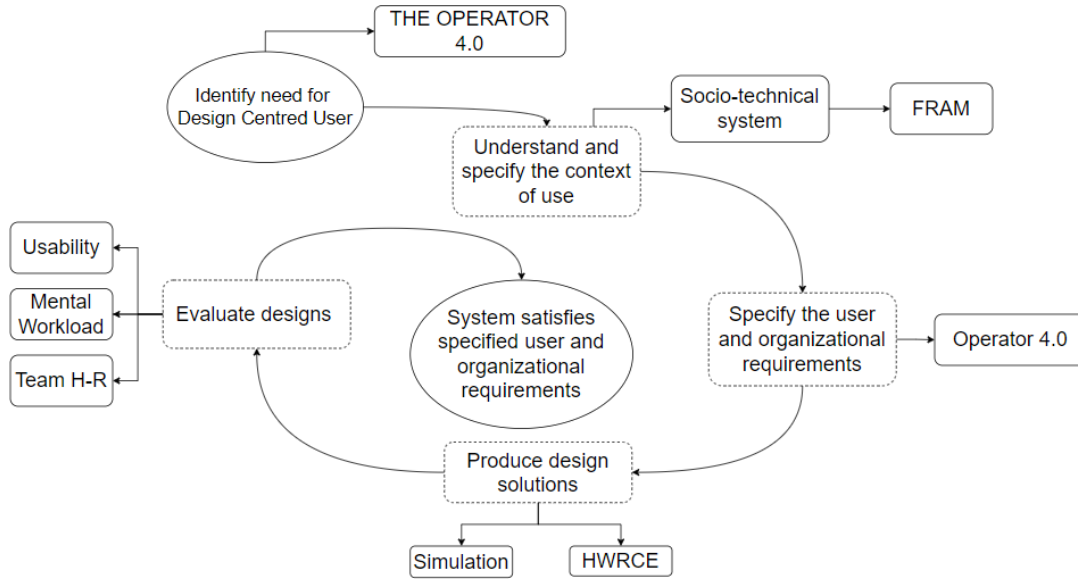 THE OPERATOR
4.0
Identify need for
Design Centred User
Socio-technical
system
FRAM
Understand and
specify the context
of use
Usability
Mental
Workload
Team H-R
Evaluate designs
System satisfies
specified user and
organizational
requirements
Specify the user
and organizational
requirements
Operator 4.0
Produce design
solutions
Simulation
HWRCE